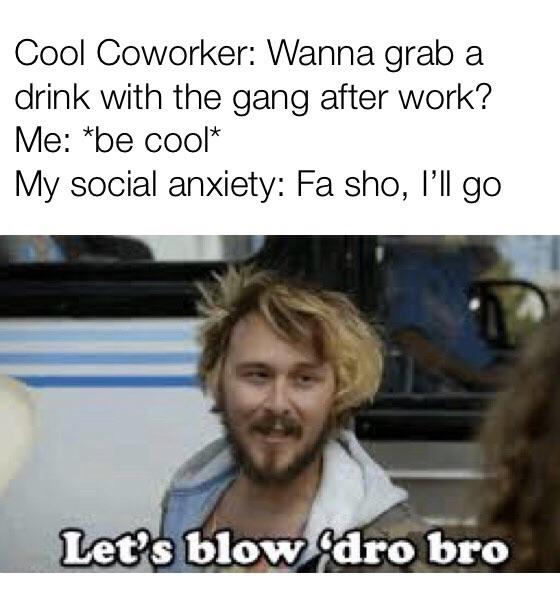 Cool Coworker: Wanna grab a
drink with the gang after work?
Me: *be cool*
My social anxiety: Fa sho, I’ll go
Let’s blow ‘dro bro